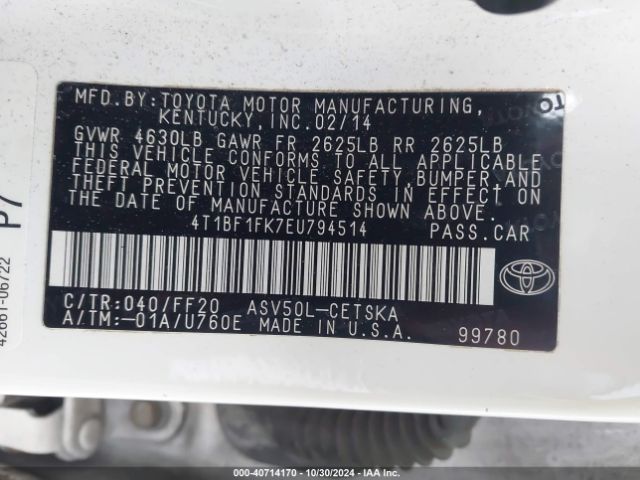 MFD. BY: TOYOTA MOTOR MANUFACTURING,
KENTUCKY, INC. 02/14
GVWR 4630LB GAWR FR 2625LB RR 2625LB
THIS VEHICLE CONFORMS TO ALL APPLICABLE
FEDERAL MOTOR VEHICLE SAFETY, BUMPER AND
THEFT PREVENTION STANDARDS IN EFFECT ON
THE DATE OF MANUFACTURE SHOWN ABOVE.
4T1BF1FK7EU794514 PASS.CAR
C/TR:040/FF20 ASV50L-CETSKA
A/TM:-01A/U760E MADE IN U.S.A.
99780
P7
42661-06722
000-40714170 | 10/30/2024 | IAA Inc.